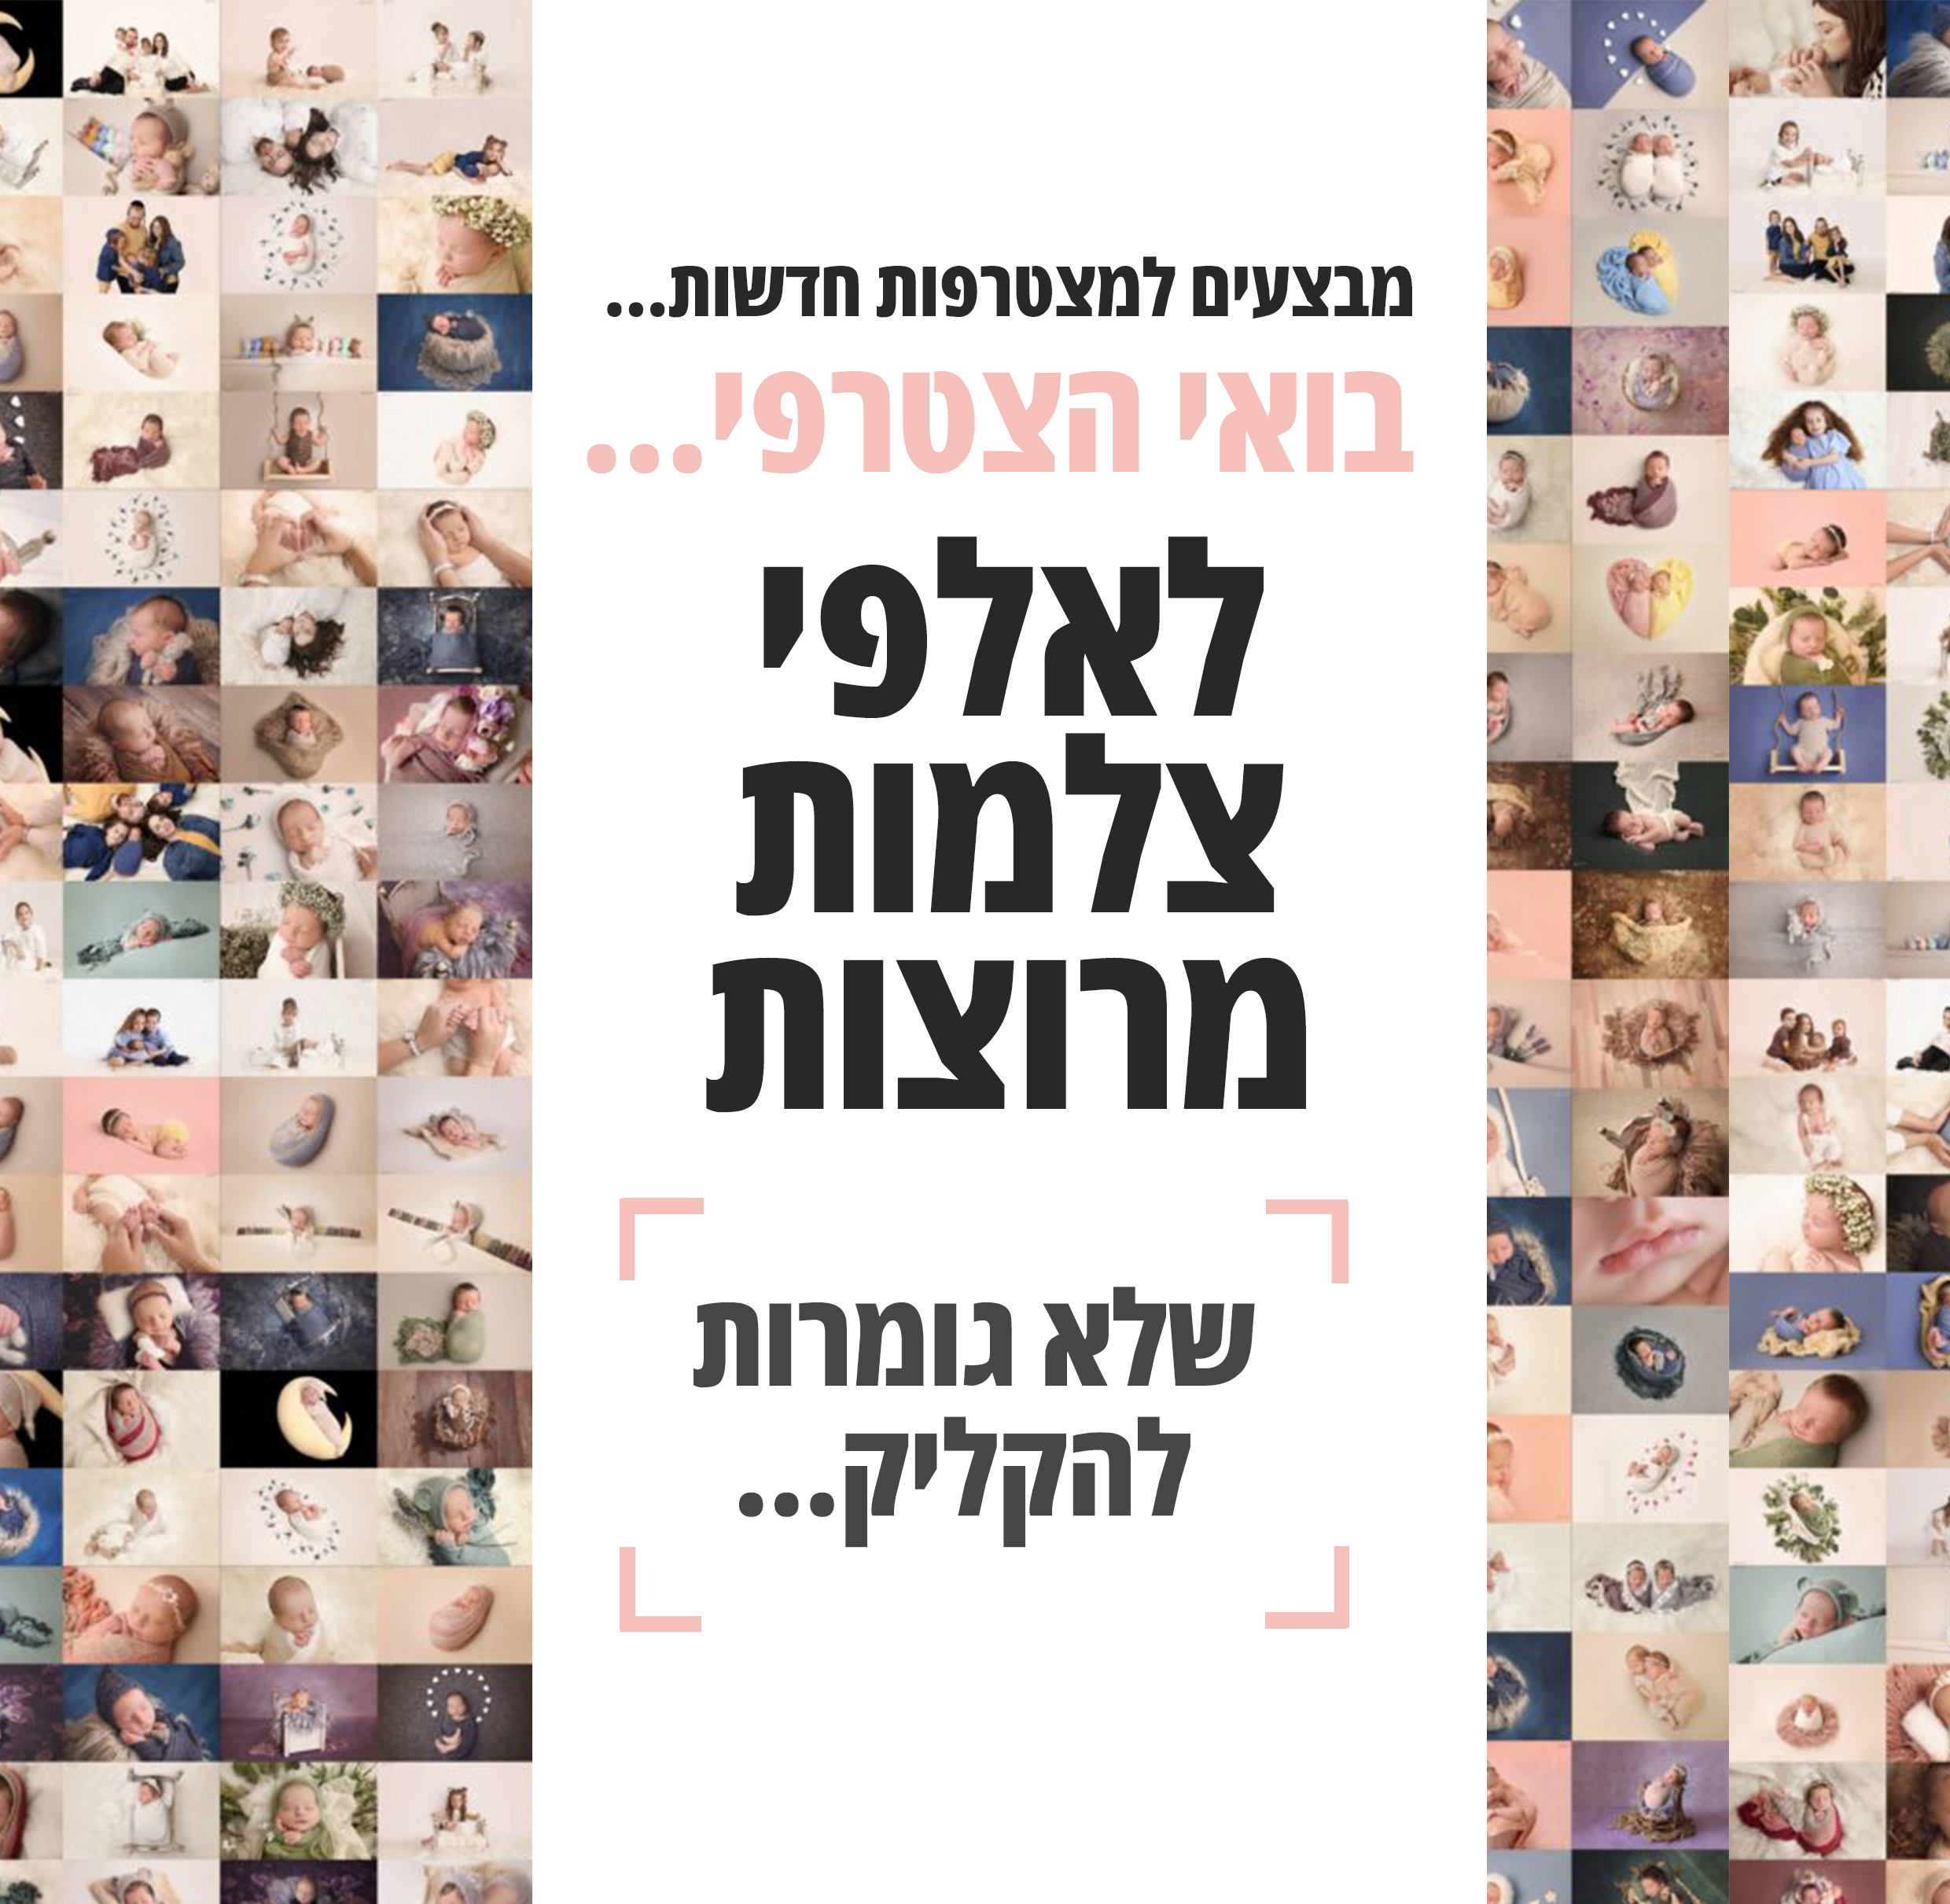 מבצעים למצטרפות חדשות...
בואי הצטרפי...
לאלפי
צלמות
מרוצות
שלא גומרות
להקליק...